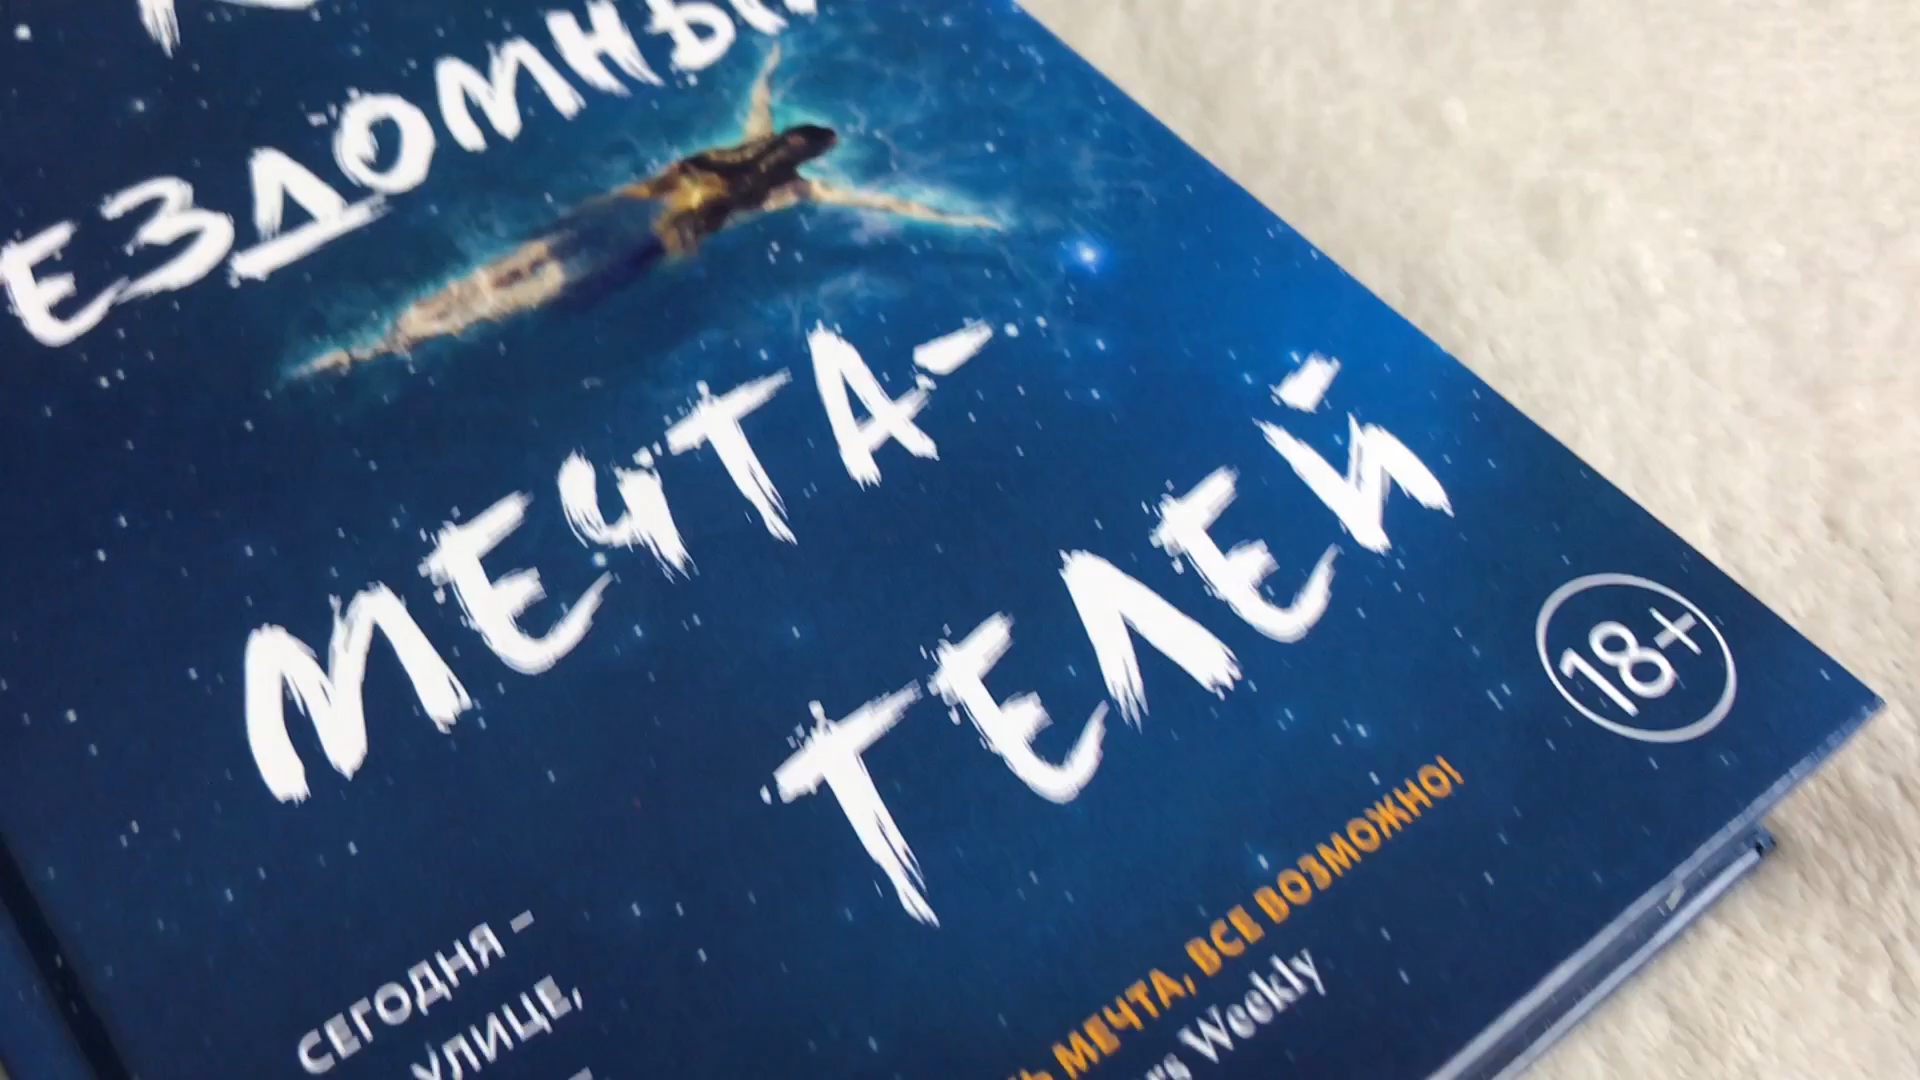 ЕЗДОМНЫ
МЕЧТА-
ТЕЛЕЙ
18+
СЕГОДНЯ –
УЛИЦЕ,
МЕЧТА, ВСЕ ВОЗМОЖНО!
Weekly